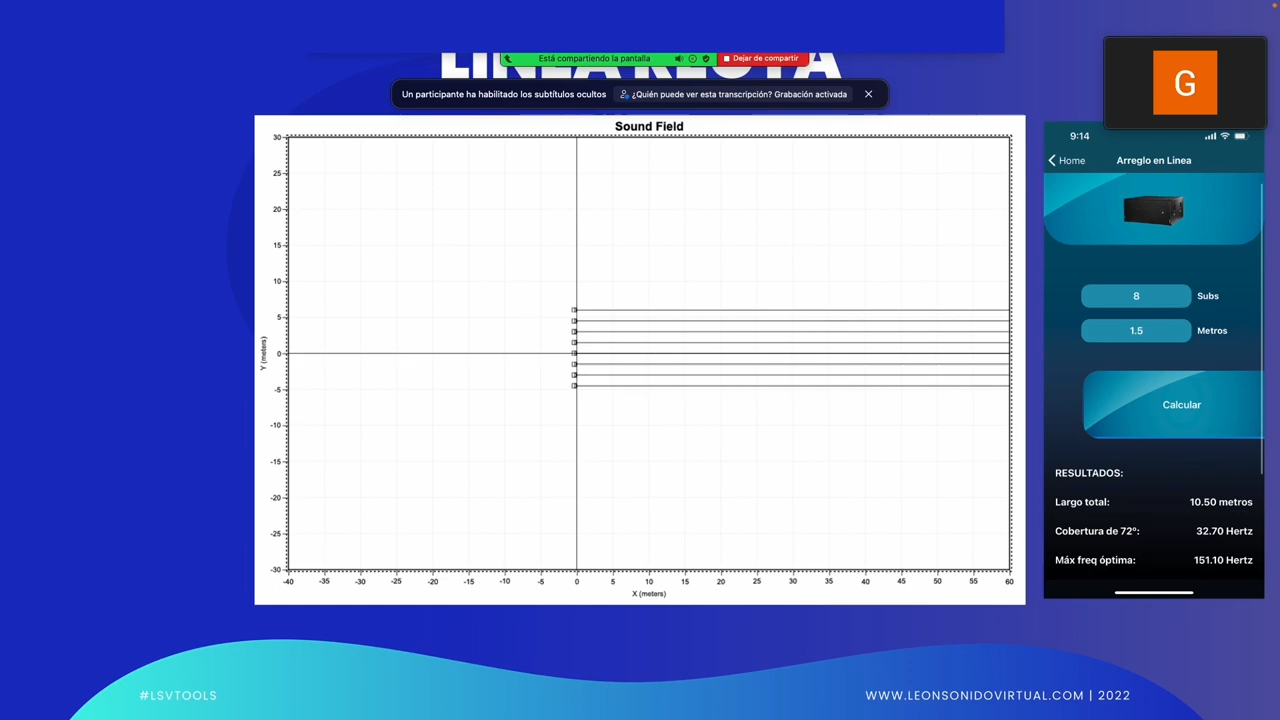 LINEA RECTA
Está compartiendo la pantalla
Dejar de compartir
Un participante ha habilitado los subtítulos ocultos
¿Quién puede ver esta transcripción? Grabación activada
G
Sound Field
30
25
20
15
10
5
0
-5
-10
-15
-20
-25
-30
Y (meters)
-40 -35 -30 -25 -20 -15 -10 -5 0 5 10 15 20 25 30 35 40 45 50 55 60
X (meters)
9:14
Home
Arreglo en Linea
8 Subs
1.5 Metros
Calcular
RESULTADOS:
Largo total: 10.50 metros
Cobertura de 72º: 32.70 Hertz
Máx freq óptima: 151.10 Hertz
#LSVTOOLS
WWW.LEONSONIDOVIRTUAL.COM | 2022